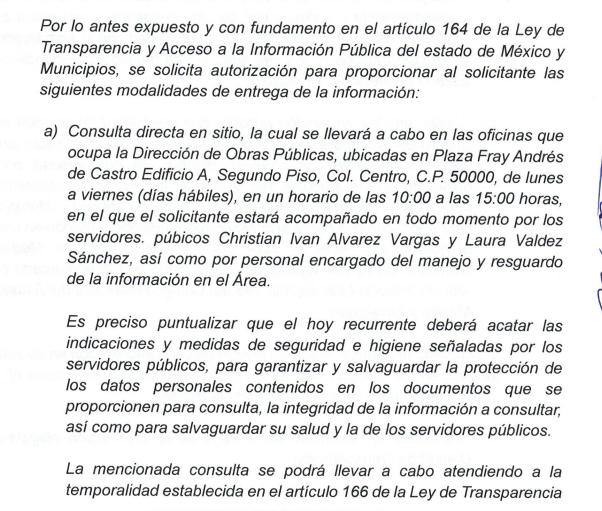 Por lo antes expuesto y con fundamento en el artículo 164 de la Ley de
Transparencia y Acceso a la Información Pública del estado de México y
Municipios, se solicita autorización para proporcionar al solicitante las
siguientes modalidades de entrega de la información:
a) Consulta directa en sitio, la cual se llevará a cabo en las oficinas que
ocupa la Dirección de Obras Públicas, ubicadas en Plaza Fray Andrés
de Castro Edificio A, Segundo Piso, Col. Centro, C.P. 50000, de lunes
a viernes (días hábiles), en un horario de las 10:00 a las 15:00 horas,
en el que el solicitante estará acompañado en todo momento por los
servidores. púbicos Christian Ivan Alvarez Vargas y Laura Valdez
Sánchez, así como por personal encargado del manejo y resguardo
de la información en el Área.
Es preciso puntualizar que el hoy recurrente deberá acatar las
indicaciones y medidas de seguridad e higiene señaladas por los
servidores públicos, para garantizar y salvaguardar la protección de
los datos personales contenidos en los documentos que se
proporcionen para consulta, la integridad de la información a consultar,
así como para salvaguardar su salud y la de los servidores públicos.
La mencionada consulta se podrá llevar a cabo atendiendo a la
temporalidad establecida en el artículo 166 de la Ley de Transparencia